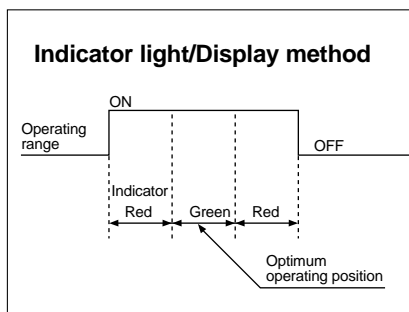 Indicator light/Display method
ON
Operating
range
OFF
Indicator
Red Green Red
Optimum
operating position